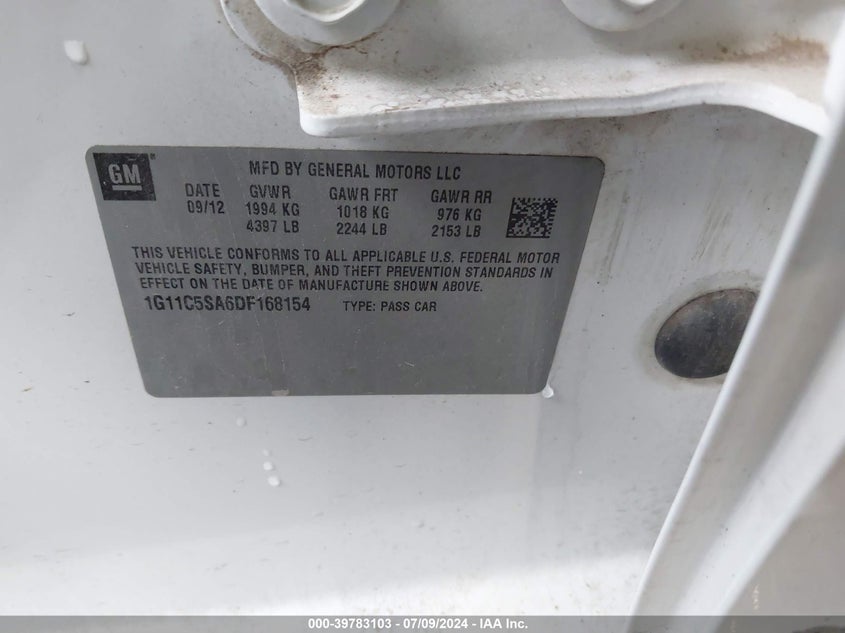 GM
MFD BY GENERAL MOTORS LLC
DATE GVWR GAWR FRT GAWR RR
09/12 1994 KG 1018 KG 976 KG
4397 LB 2244 LB 2153 LB
THIS VEHICLE CONFORMS TO ALL APPLICABLE U.S. FEDERAL MOTOR
VEHICLE SAFETY, BUMPER, AND THEFT PREVENTION STANDARDS IN
EFFECT ON THE DATE OF MANUFACTURE SHOWN ABOVE.
1G11C5SA6DF168154 TYPE: PASS CAR
000-39783103 - 07/09/2024 - IAA Inc.